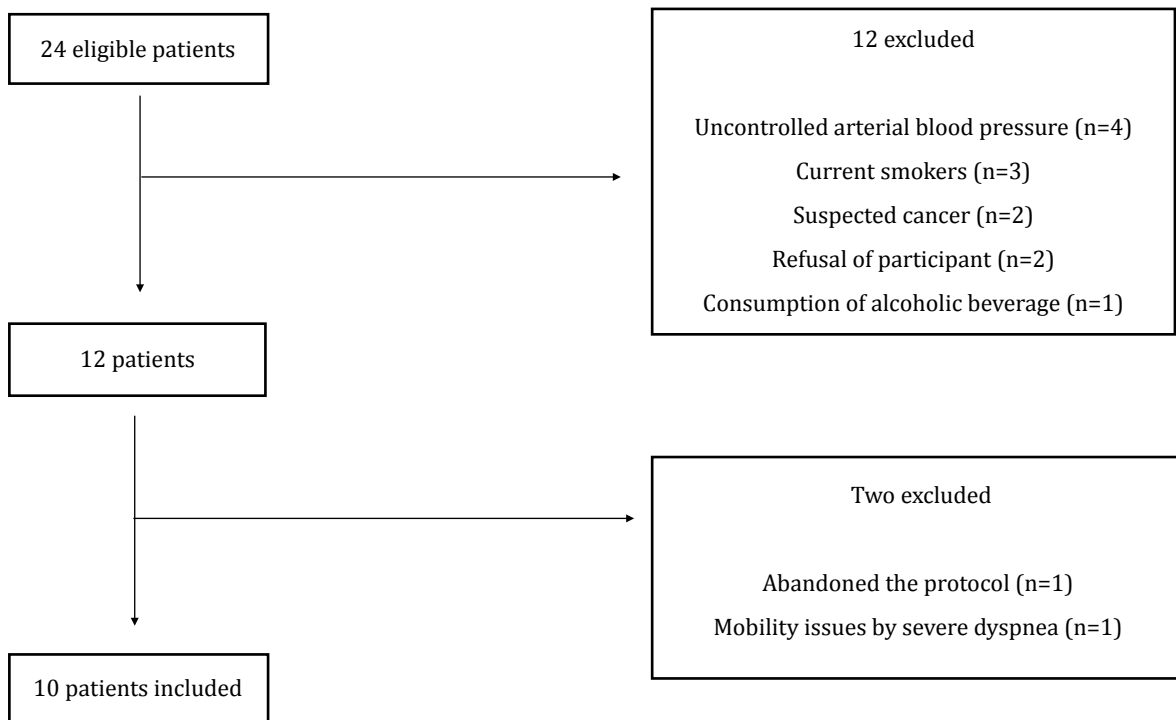 24 eligible patients
12 excluded
Uncontrolled arterial blood pressure (n=4)
Current smokers (n=3)
Suspected cancer (n=2)
Refusal of participant (n=2)
Consumption of alcoholic beverage (n=1)
12 patients
Two excluded
Abandoned the protocol (n=1)
Mobility issues by severe dyspnea (n=1)
10 patients included